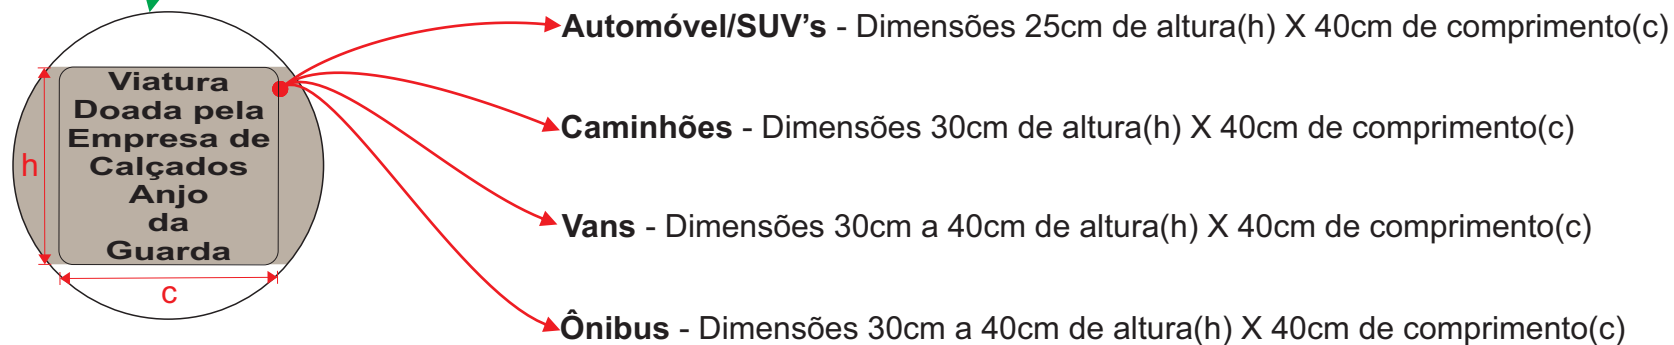 Viatura
Doada pela
Empresa de
Calçados
Anjo
da
Guarda
h
c
Automóvel/SUV’s - Dimensões 25cm de altura(h) X 40cm de comprimento(c)
Caminhões - Dimensões 30cm de altura(h) X 40cm de comprimento(c)
Vans - Dimensões 30cm a 40cm de altura(h) X 40cm de comprimento(c)
Ônibus - Dimensões 30cm a 40cm de altura(h) X 40cm de comprimento(c)